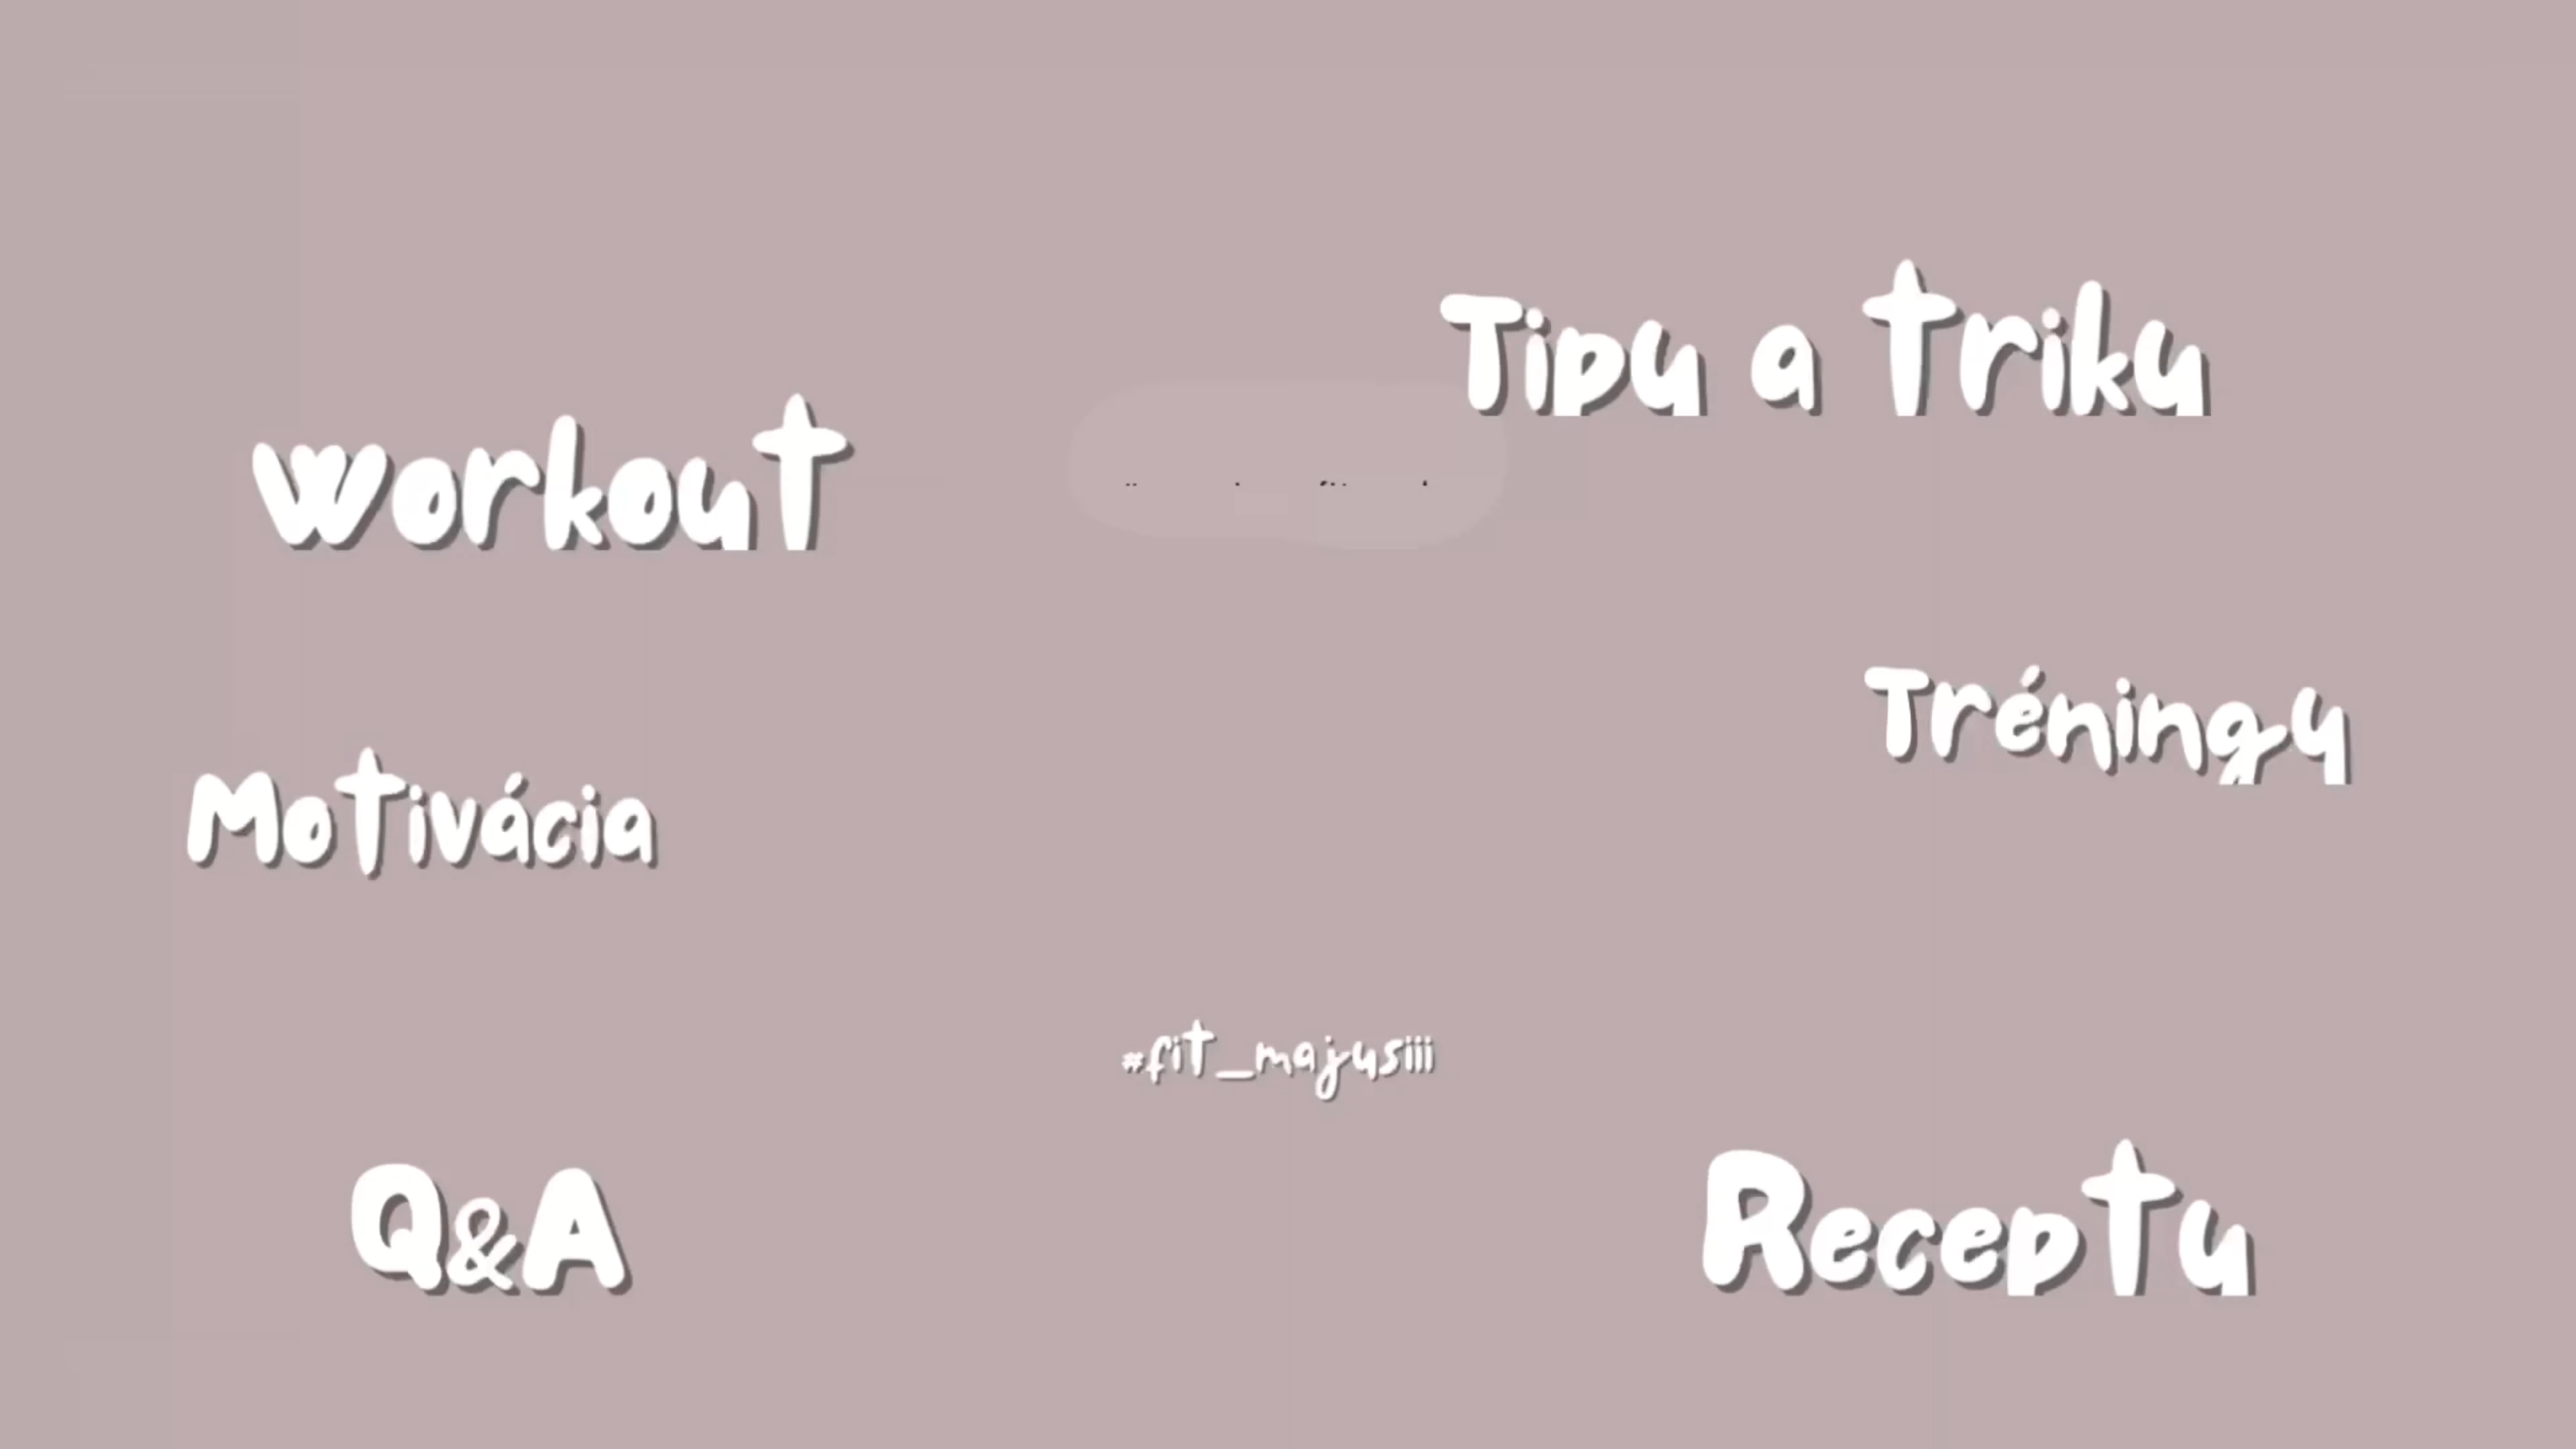 Tipy a triky
Workout
Tréningy
Motivácia
#fit_majusiii
Q&A
Recepty